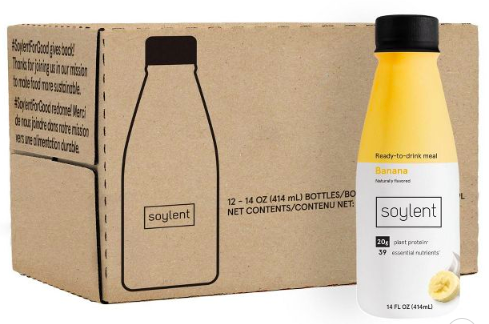 #SoylentForGood gives back!
Thanks for joining us in our mission
to make food more sustainable.
#SoylentForGood redonne! Merci
de nous joindre dans notre mission
vers une alimentation durable.
soylent
12 - 14 OZ (414 mL) BOTTLES/BO
NET CONTENTS/CONTENU NET:
Ready-to-drink meal
Banana
Naturally flavored
soylent
20g plant protein
39 essential nutrients
14 FL OZ (414mL)